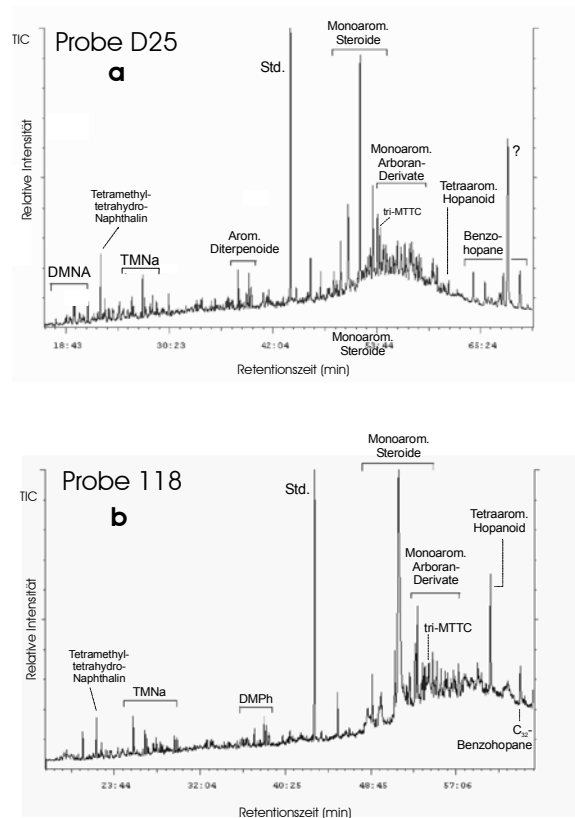 Probe D25
a
TIC
Relative Intensität
Std.
Monoarom.
Steroide
Monoarom.
Arboran-
Derivate
tri-MTTC
Tetraarom.
Hopanoid
Benzo-
hopane
?
Tetramethyl-
tetrahydro-
Naphthalin
DMNA
TMNa
Arom.
Diterpenoide
Monoarom.
Steroide
18:43 30:23 42:04 53:44 65:24
Retentionszeit (min)
Probe 118
b
TIC
Relative Intensität
Std.
Monoarom.
Steroide
Monoarom.
Arboran-
Derivate
tri-MTTC
Tetraarom.
Hopanoid
Tetramethyl-
tetrahydro-
Naphthalin
TMNa
DMPh
C32-
Benzohopane
23:44 32:04 40:25 48:45 57:06
Retentionszeit (min)